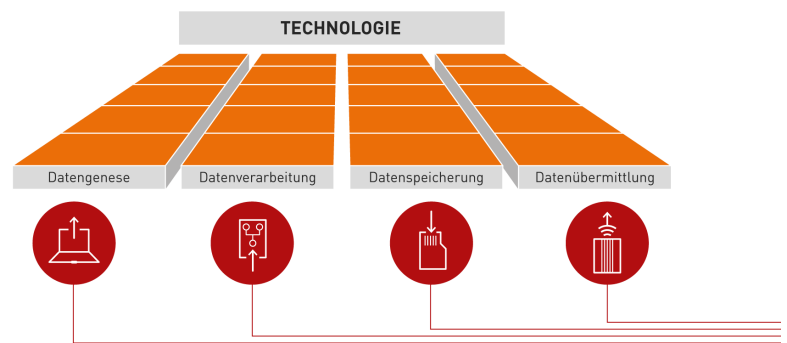 TECHNOLOGIE
Datengenese
Datenverarbeitung
Datenspeicherung
Datenübermittlung